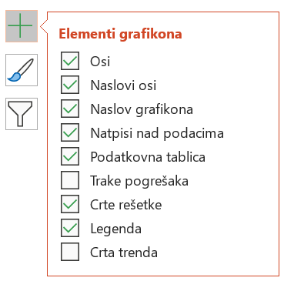 Elementi grafikona
Osi
Naslovi osi
Naslov grafikona
Natpisi nad podacima
Podatkovna tablica
Trake pogrešaka
Crte rešetke
Legenda
Crta trenda